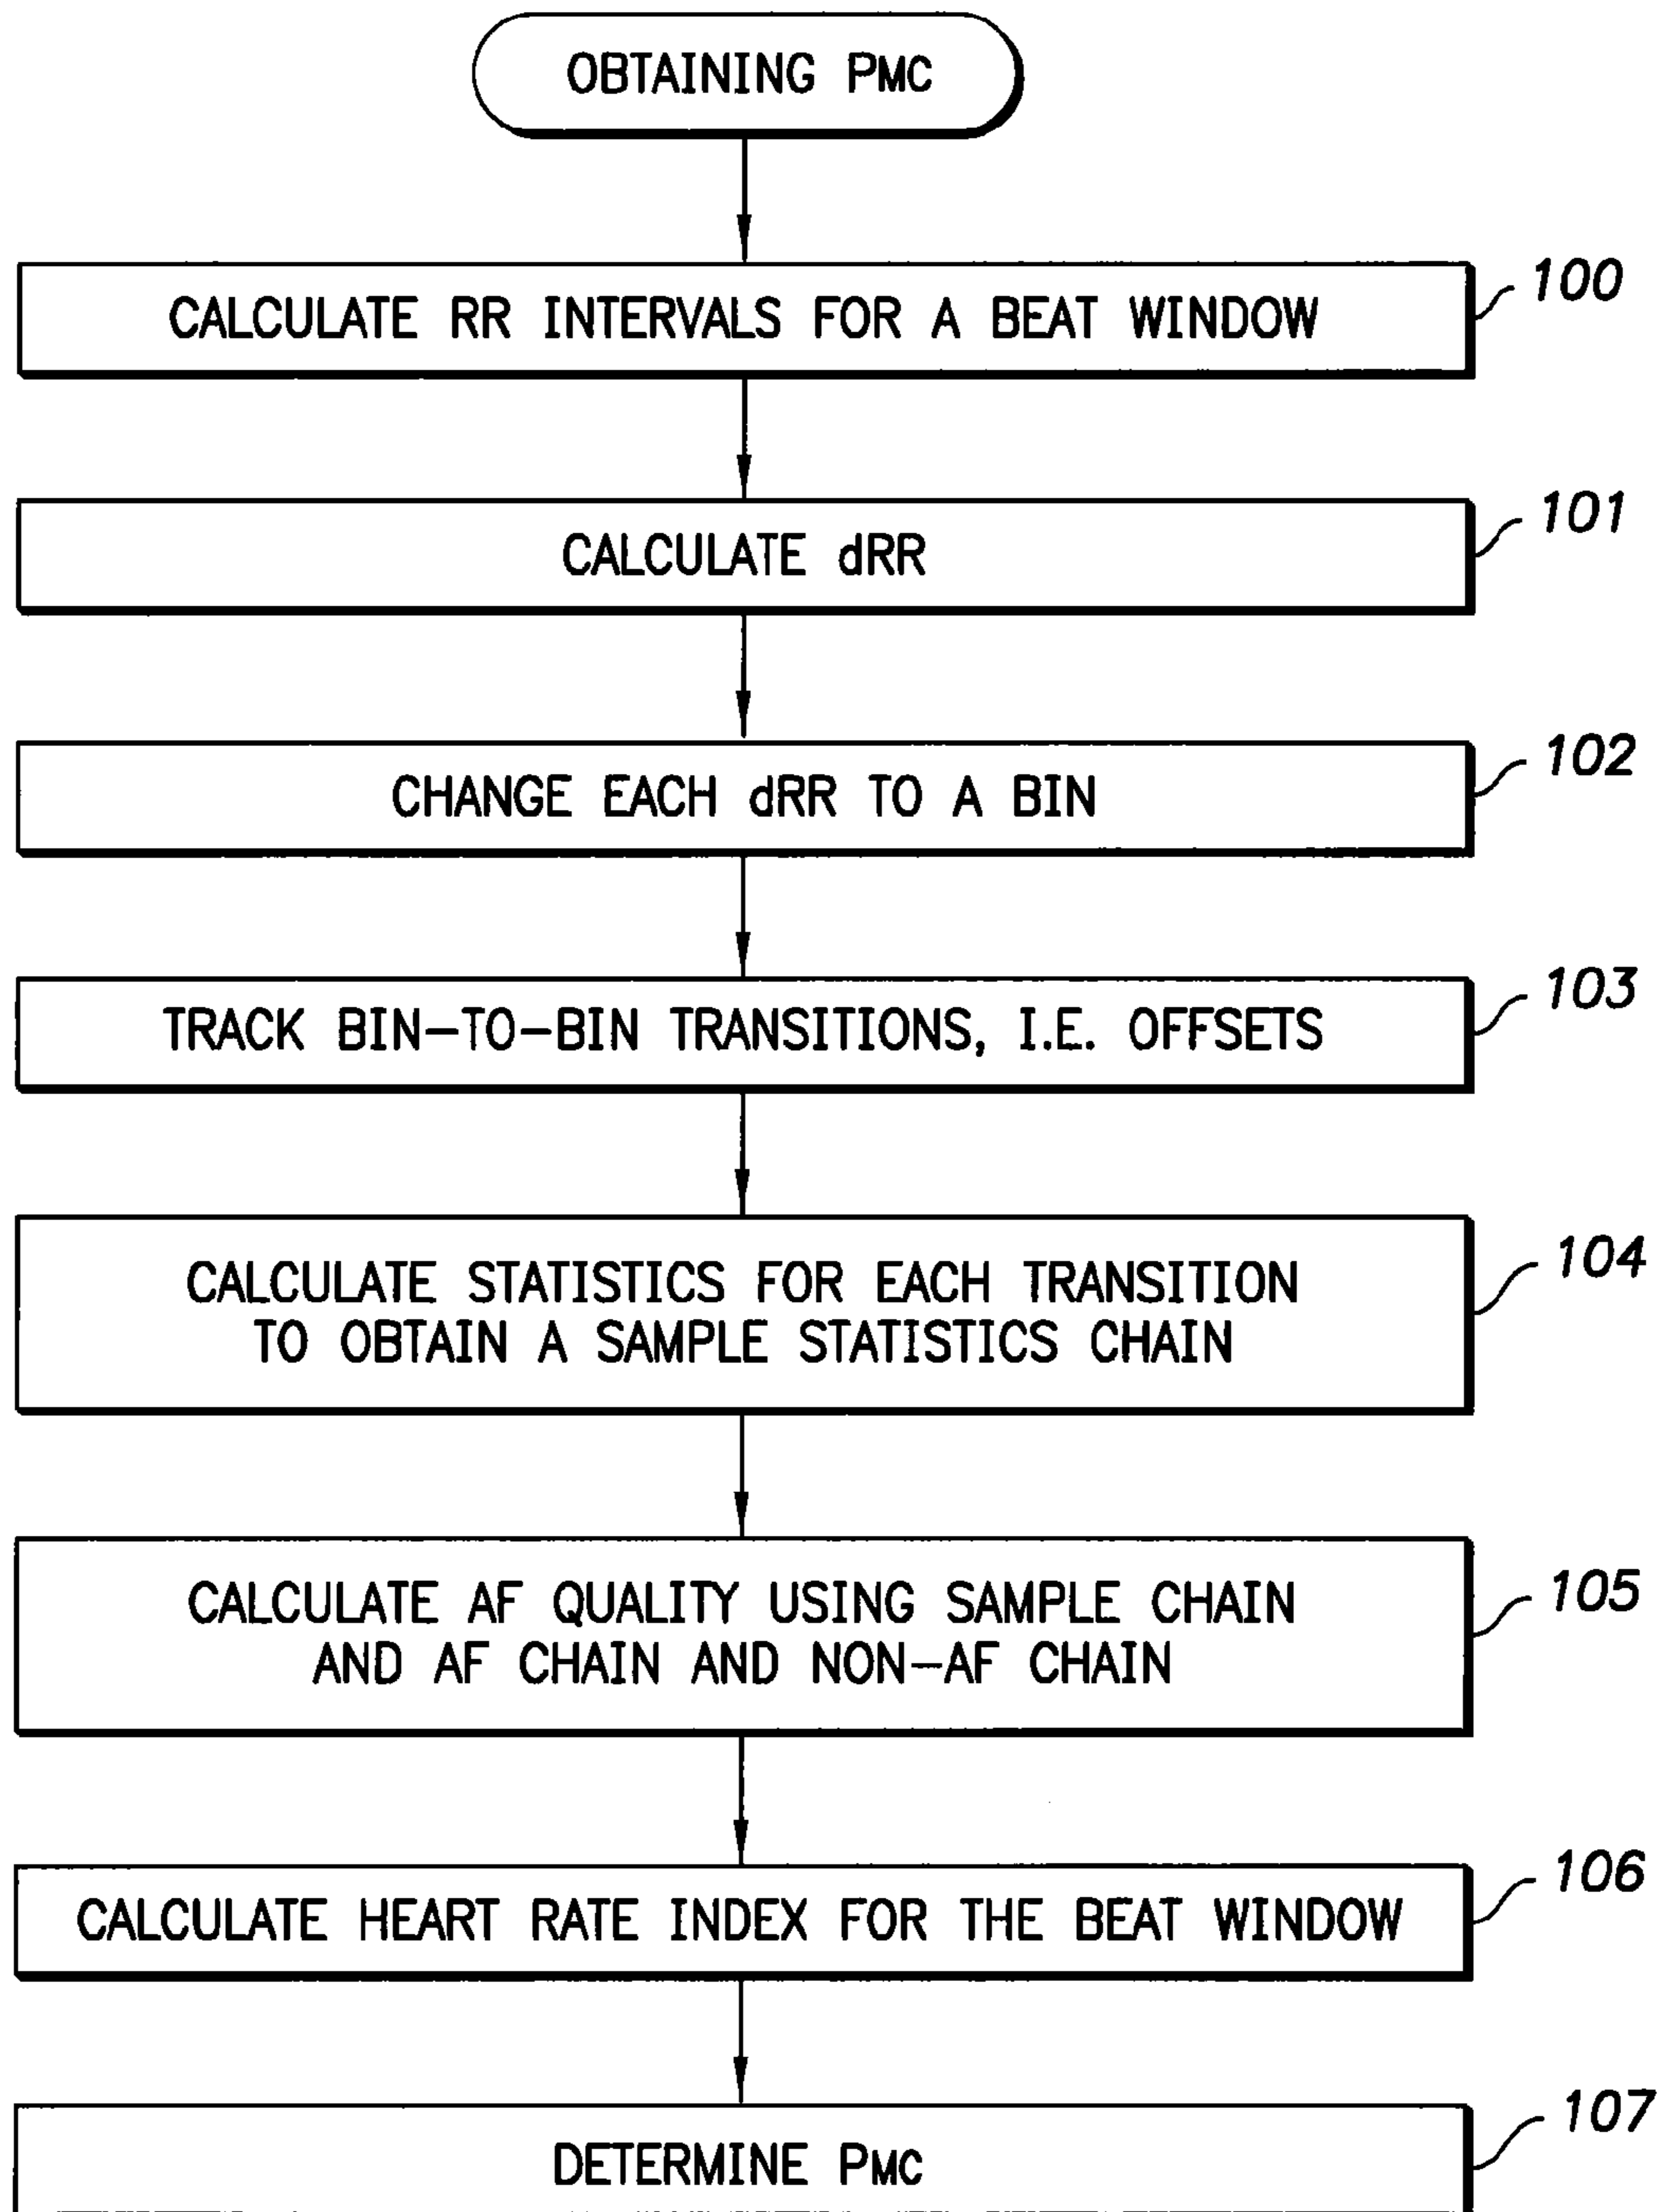 OBTAINING PMC
CALCULATE RR INTERVALS FOR A BEAT WINDOW
100
CALCULATE dRR
101
CHANGE EACH dRR TO A BIN
102
TRACK BIN-TO-BIN TRANSITIONS, I.E. OFFSETS
103
CALCULATE STATISTICS FOR EACH TRANSITION
TO OBTAIN A SAMPLE STATISTICS CHAIN
104
CALCULATE AF QUALITY USING SAMPLE CHAIN
AND AF CHAIN AND NON-AF CHAIN
105
CALCULATE HEART RATE INDEX FOR THE BEAT WINDOW
106
DETERMINE PMC
107